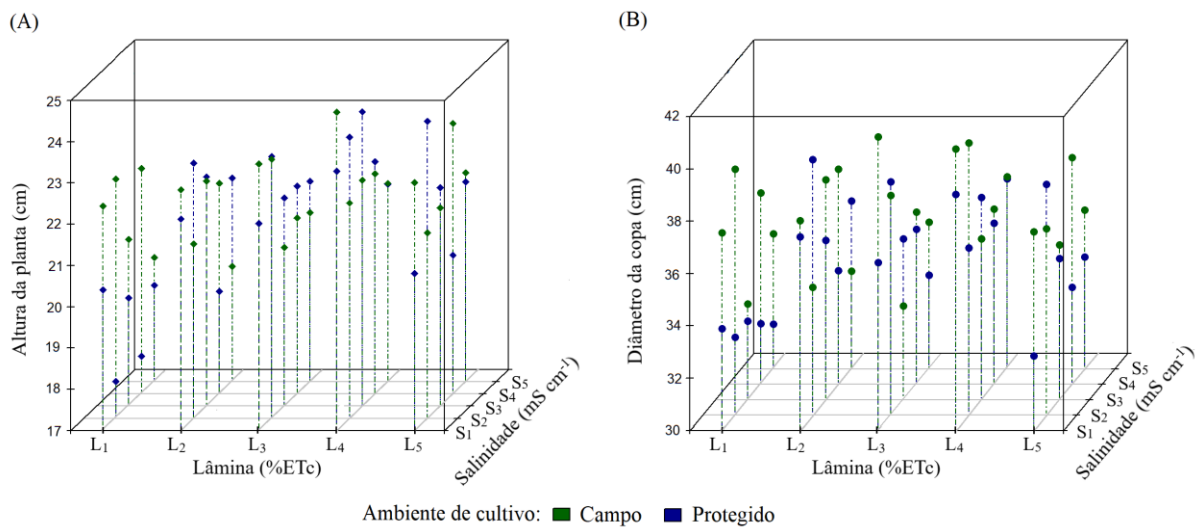 (A)
25
24
23
22
21
20
19
18
17
Altura da planta (cm)
L1 L2 L3 L4 L5
Lâmina (%ETc)
S1 S2 S3 S4 S5
Salinidade (mS cm⁻¹)
(B)
42
40
38
36
34
32
30
Diâmetro da copa (cm)
L1 L2 L3 L4 L5
Lâmina (%ETc)
S1 S2 S3 S4 S5
Salinidade (mS cm⁻¹)
Ambiente de cultivo: Campo Protegido